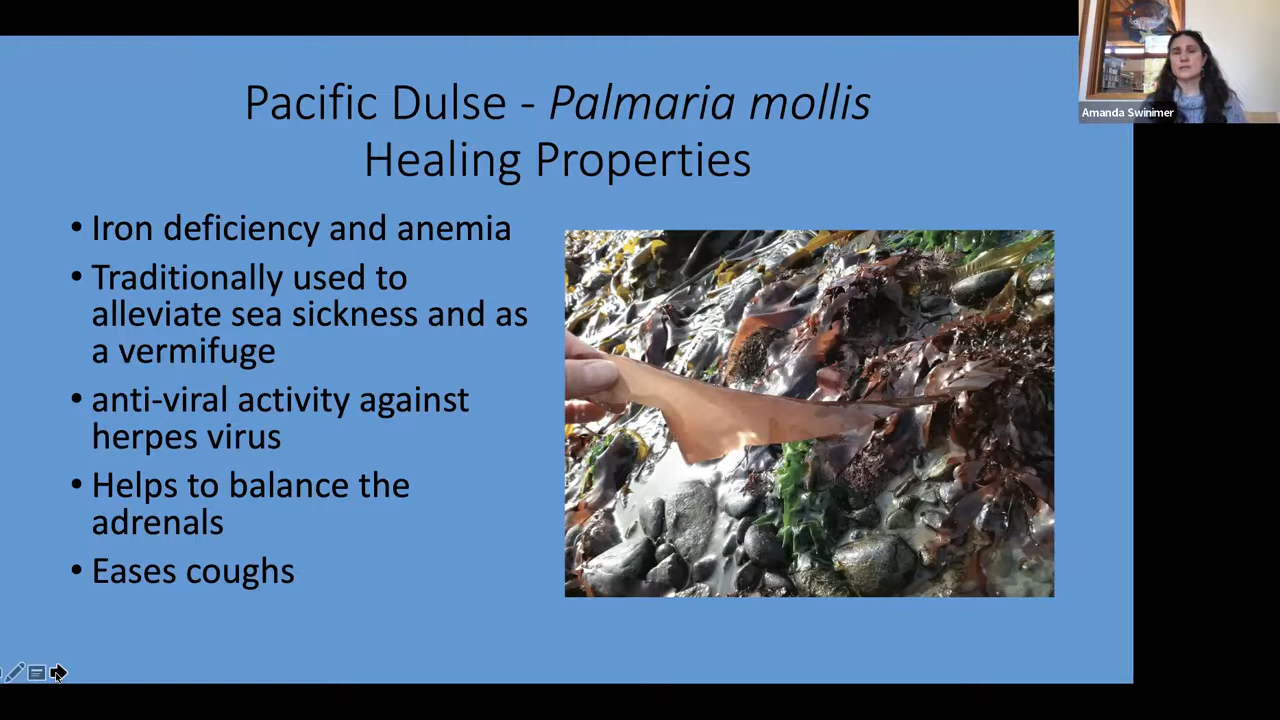 Amanda Swinimer
Pacific Dulse - Palmaria mollis
Healing Properties
• Iron deficiency and anemia
• Traditionally used to
alleviate sea sickness and as
a vermifuge
• anti-viral activity against
herpes virus
• Helps to balance the
adrenals
• Eases coughs